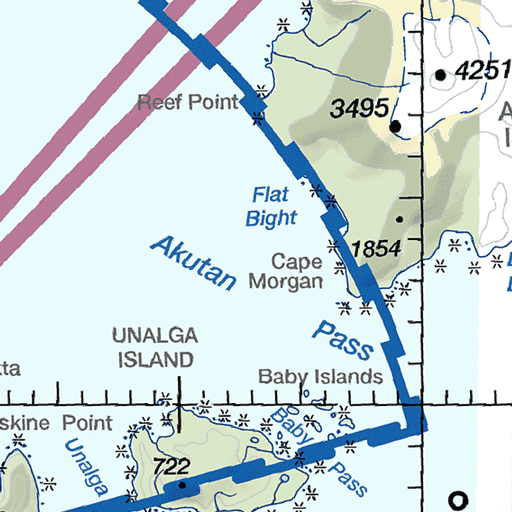 4251
Reef Point
3495
Flat
Bight
1854
Akutan
Cape
Morgan
Pass
UNALGA
ISLAND
Baby Islands
skine Point
Baby
Pass
Unalga
722